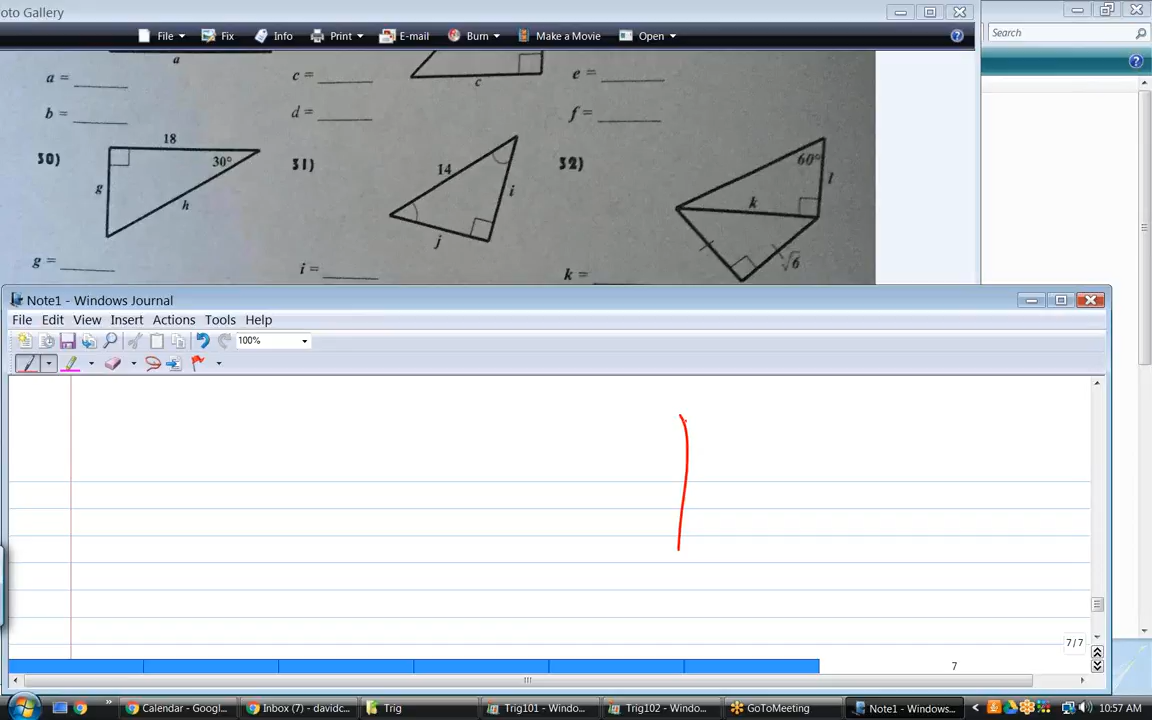 oto Gallery
File Fix Info Print E-mail Burn Make a Movie Open
Search
a
c
a = ______
c = ______
e = ______
b = ______
d = ______
f = ______
30)
18
30°
g
h
31)
14
i
j
32)
60°
l
k
√6
g = ______
i = ______
k = ______
Note1 - Windows Journal
File Edit View Insert Actions Tools Help
100%
7/7
7
Calendar - Googl...
Inbox (7) - davidc...
Trig
Trig101 - Windo...
Trig102 - Windo...
GoToMeeting
Note1 - Windows...
10:57 AM